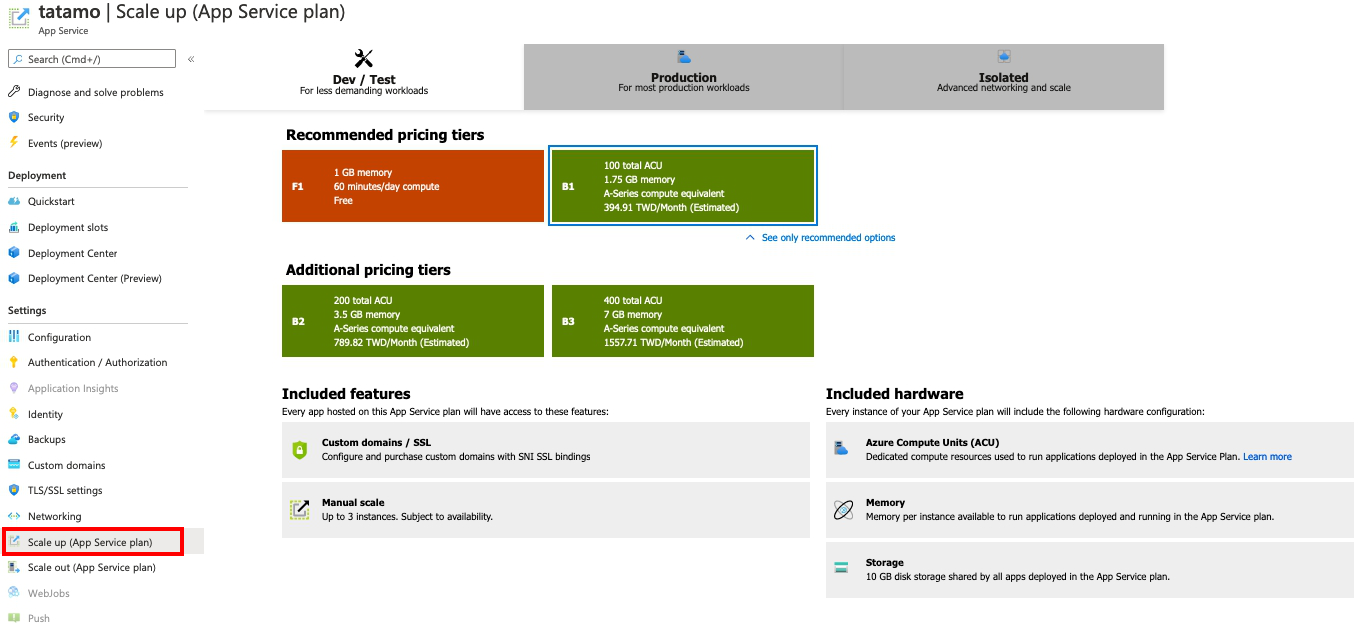 tatamo | Scale up (App Service plan)
App Service
Search (Cmd+/)
«
Diagnose and solve problems
Security
Events (preview)
Deployment
Quickstart
Deployment slots
Deployment Center
Deployment Center (Preview)
Settings
Configuration
Authentication / Authorization
Application Insights
Identity
Backups
Custom domains
TLS/SSL settings
Networking
Scale up (App Service plan)
Scale out (App Service plan)
WebJobs
Push
Dev / Test
For less demanding workloads
Production
For most production workloads
Isolated
Advanced networking and scale
Recommended pricing tiers
F1
1 GB memory
60 minutes/day compute
Free
B1
100 total ACU
1.75 GB memory
A-Series compute equivalent
394.91 TWD/Month (Estimated)
See only recommended options
Additional pricing tiers
B2
200 total ACU
3.5 GB memory
A-Series compute equivalent
789.82 TWD/Month (Estimated)
B3
400 total ACU
7 GB memory
A-Series compute equivalent
1557.71 TWD/Month (Estimated)
Included features
Every app hosted on this App Service plan will have access to these features:
Custom domains / SSL
Configure and purchase custom domains with SNI SSL bindings
Manual scale
Up to 3 instances. Subject to availability.
Included hardware
Every instance of your App Service plan will include the following hardware configuration:
Azure Compute Units (ACU)
Dedicated compute resources used to run applications deployed in the App Service Plan. Learn more
Memory
Memory per instance available to run applications deployed and running in the App Service plan.
Storage
10 GB disk storage shared by all apps deployed in the App Service plan.